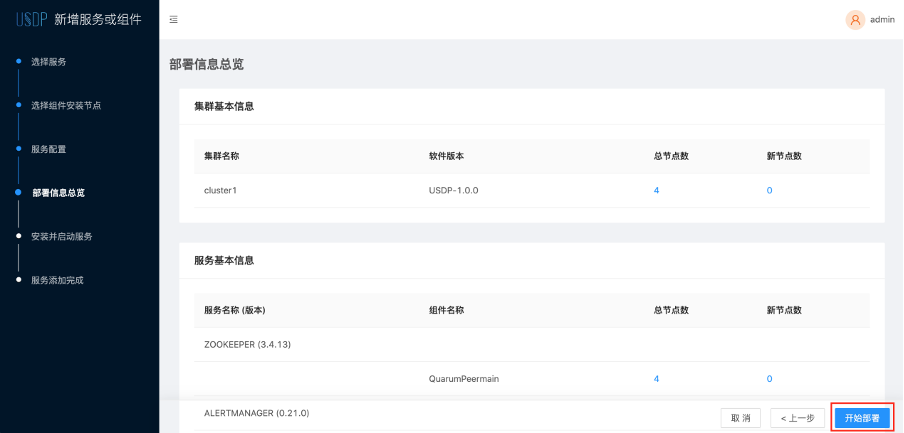 USDP 新增服务或组件
admin
选择服务
选择组件安装节点
服务配置
部署信息总览
安装并启动服务
服务添加完成
部署信息总览
集群基本信息
集群名称 软件版本 总节点数 新节点数
cluster1 USDP-1.0.0 4 0
服务基本信息
服务名称 (版本) 组件名称 总节点数 新节点数
ZOOKEEPER (3.4.13)
QuarumPeermain 4 0
ALERTMANAGER (0.21.0)
取 消 < 上一步 开始部署